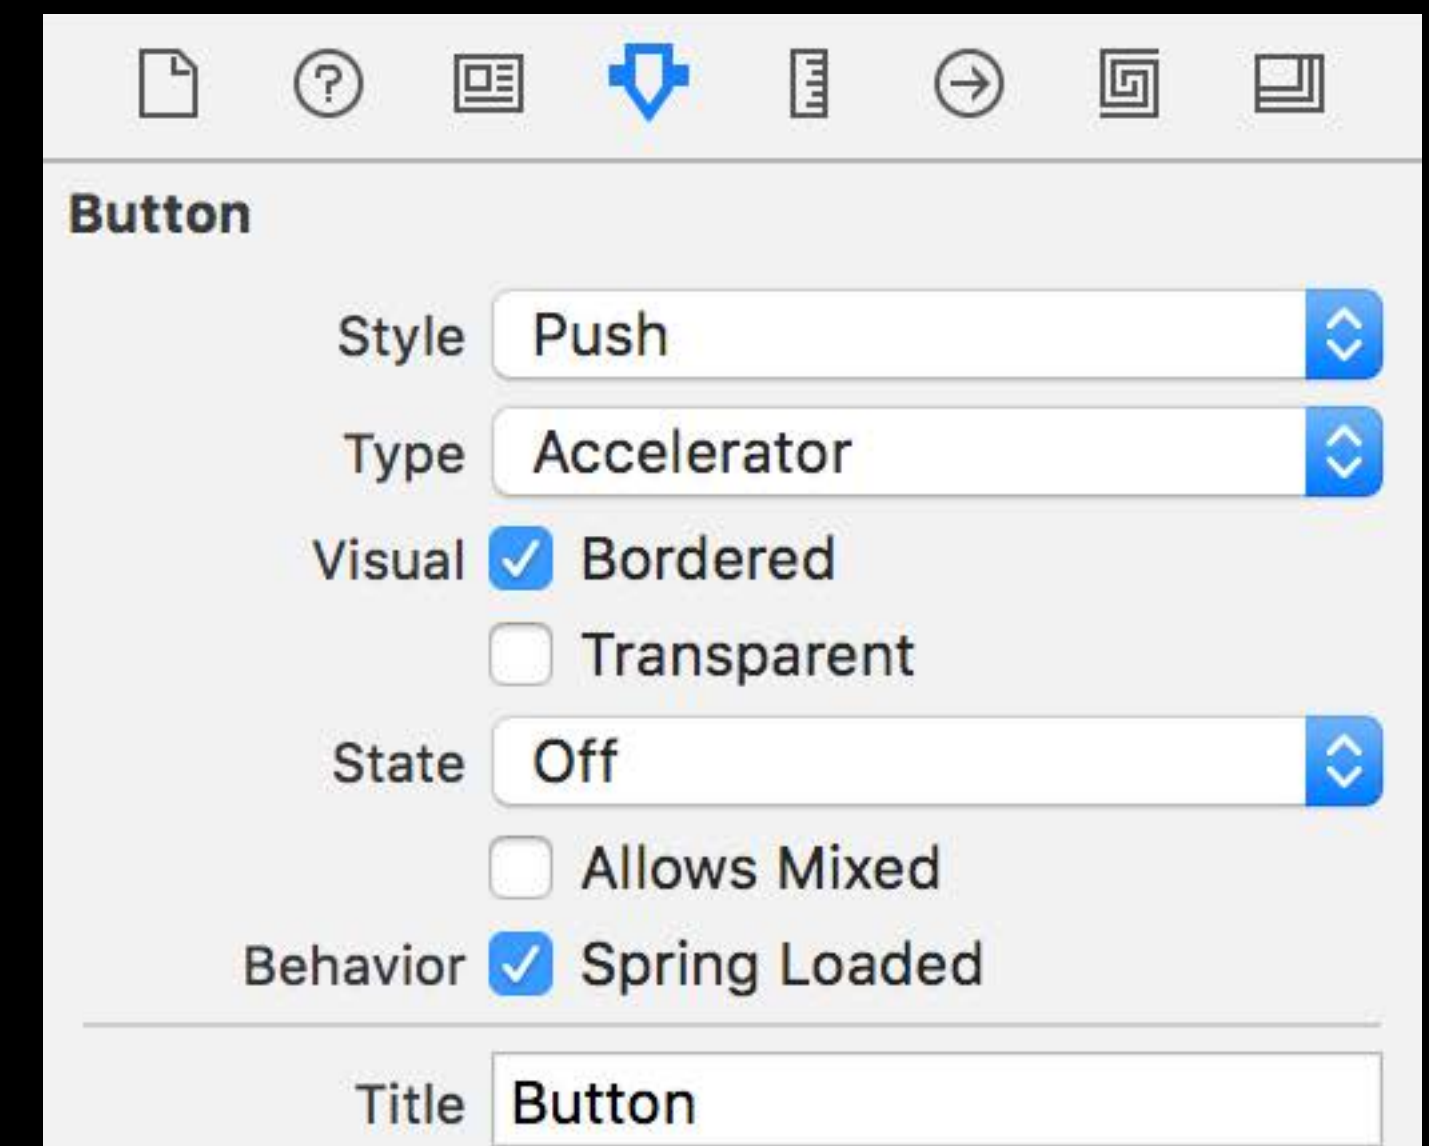 Button
Style Push
Type Accelerator
Visual Bordered
Transparent
State Off
Allows Mixed
Behavior Spring Loaded
Title Button